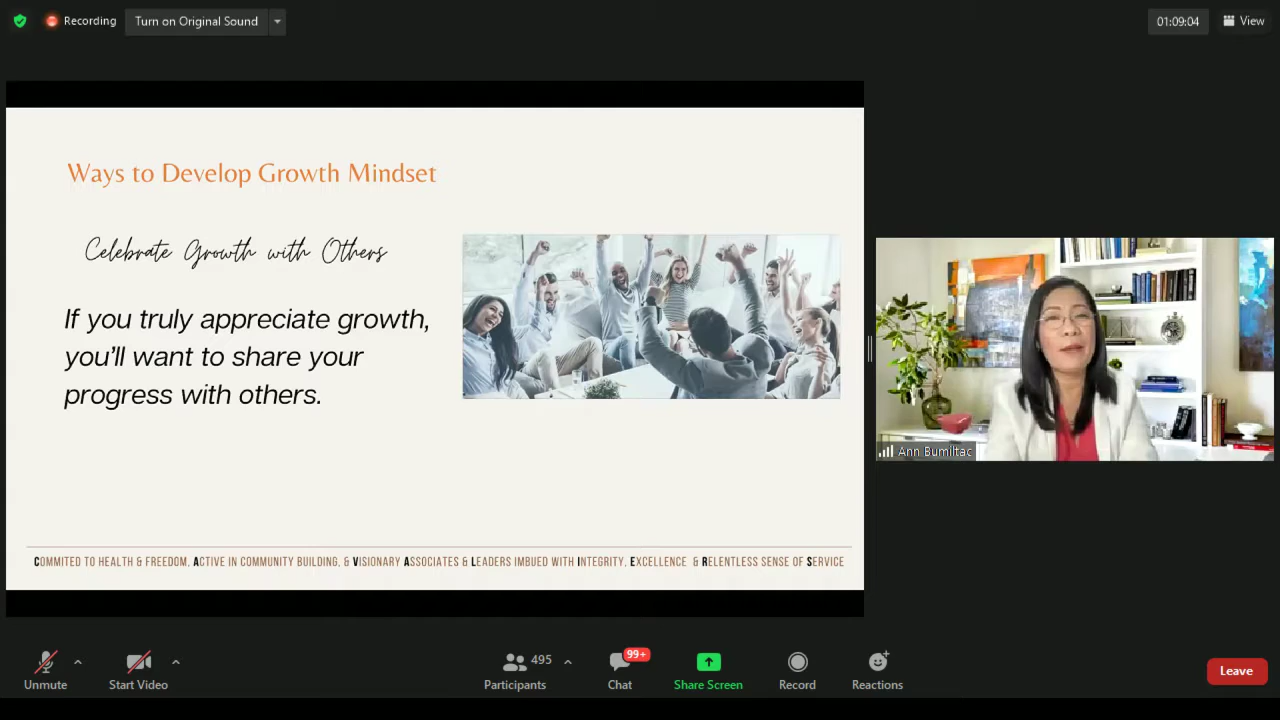 Recording
Turn on Original Sound
01:09:04
View
Ways to Develop Growth Mindset
Celebrate Growth with Others
If you truly appreciate growth,
you'll want to share your
progress with others.
Ann Bumiltac
COMMITED TO HEALTH & FREEDOM, ACTIVE IN COMMUNITY BUILDING, & VISIONARY ASSOCIATES & LEADERS IMBUED WITH INTEGRITY, EXCELLENCE & RELENTLESS SENSE OF SERVICE
495
99+
Unmute
Start Video
Participants
Chat
Share Screen
Record
Reactions
Leave